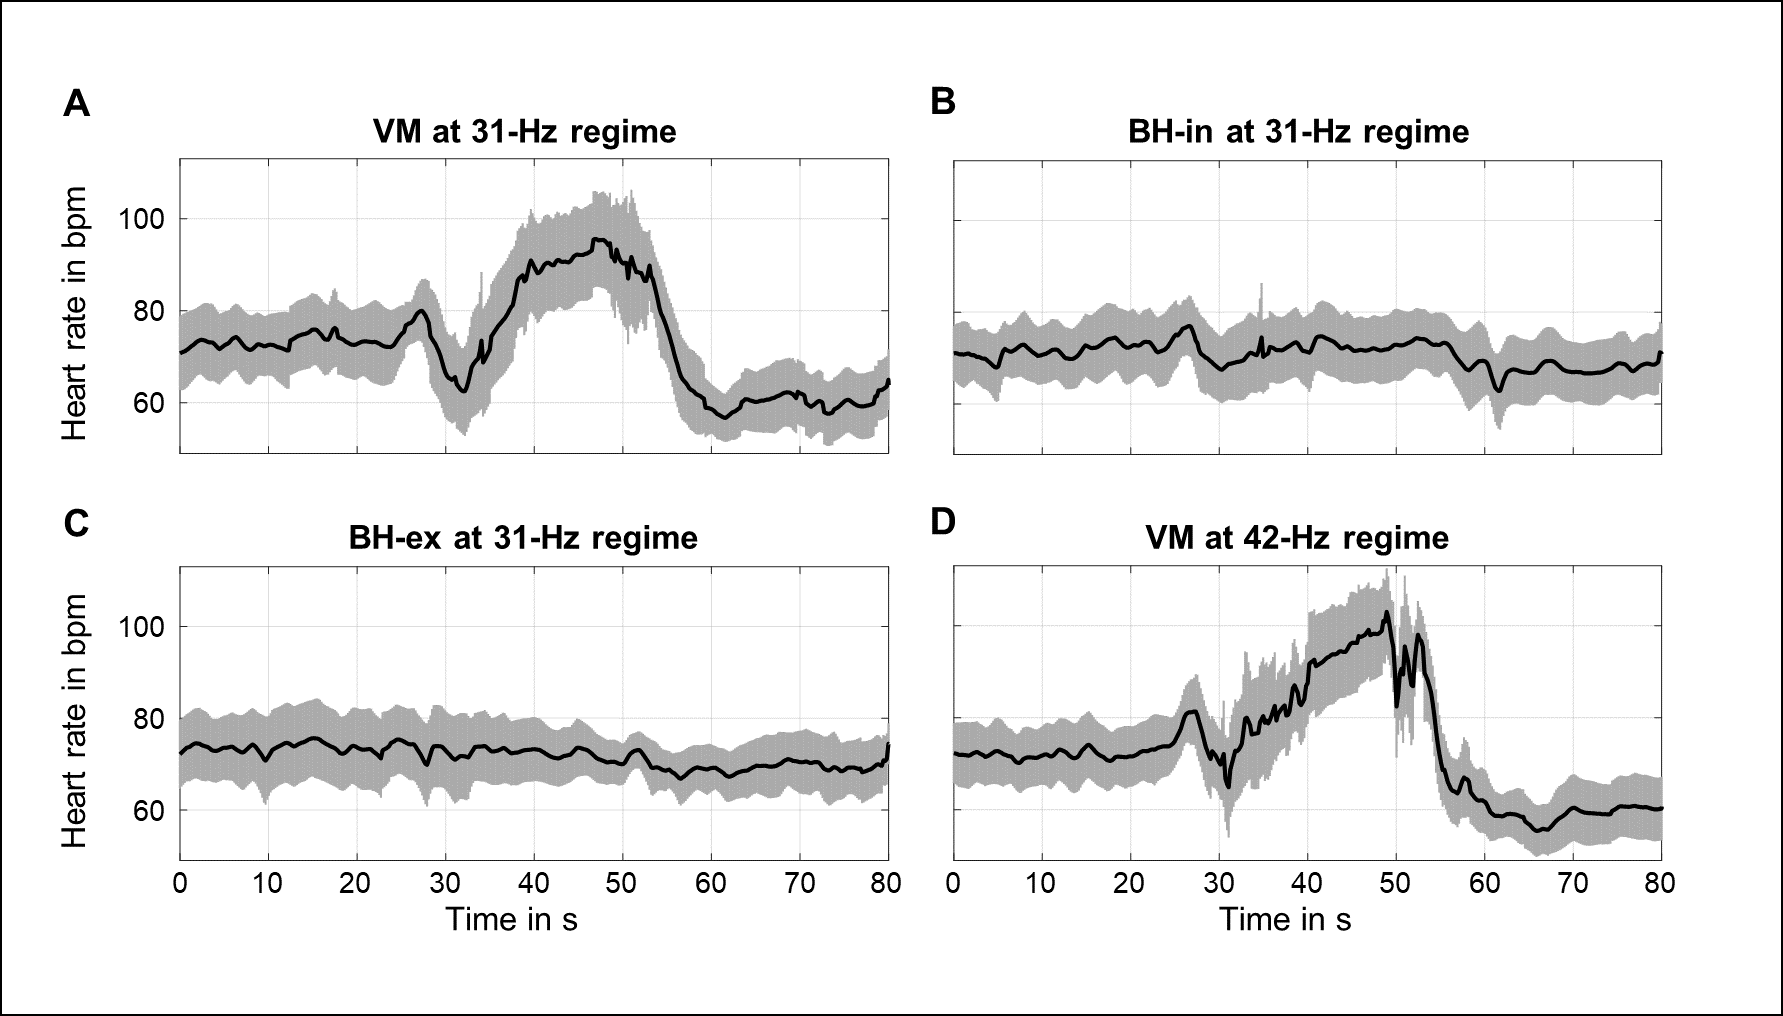 A
VM at 31-Hz regime
B
BH-in at 31-Hz regime
Heart rate in bpm
100
80
60
C
BH-ex at 31-Hz regime
D
VM at 42-Hz regime
Heart rate in bpm
100
80
60
0 10 20 30 40 50 60 70 80
Time in s
0 10 20 30 40 50 60 70 80
Time in s